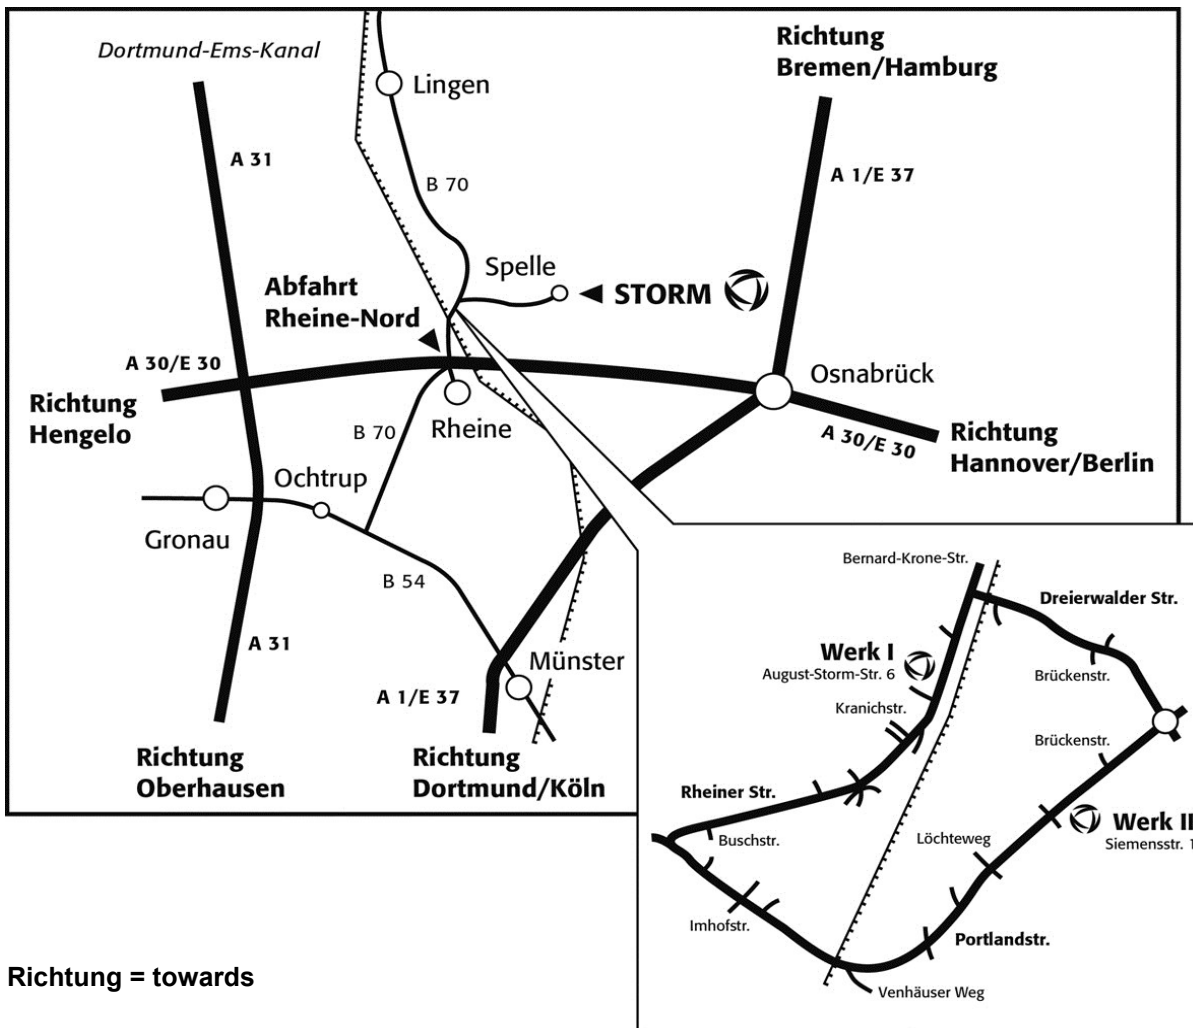 Dortmund-Ems-Kanal
Richtung
Bremen/Hamburg
Lingen
A 31
A 1/E 37
B 70
Spelle
STORM
Abfahrt
Rheine-Nord
A 30/E 30
Osnabrück
Richtung
Hengelo
B 70
Rheine
A 30/E 30
Richtung
Hannover/Berlin
Ochtrup
Gronau
B 54
A 31
Münster
A 1/E 37
Richtung
Oberhausen
Richtung
Dortmund/Köln
Bernard-Krone-Str.
Dreierwalder Str.
Werk I
August-Storm-Str. 6
Brückenstr.
Kranichstr.
Brückenstr.
Rheiner Str.
Werk II
Siemensstr. 1
Buschstr.
Löchteweg
Imhofstr.
Portlandstr.
Venhäuser Weg
Richtung = towards